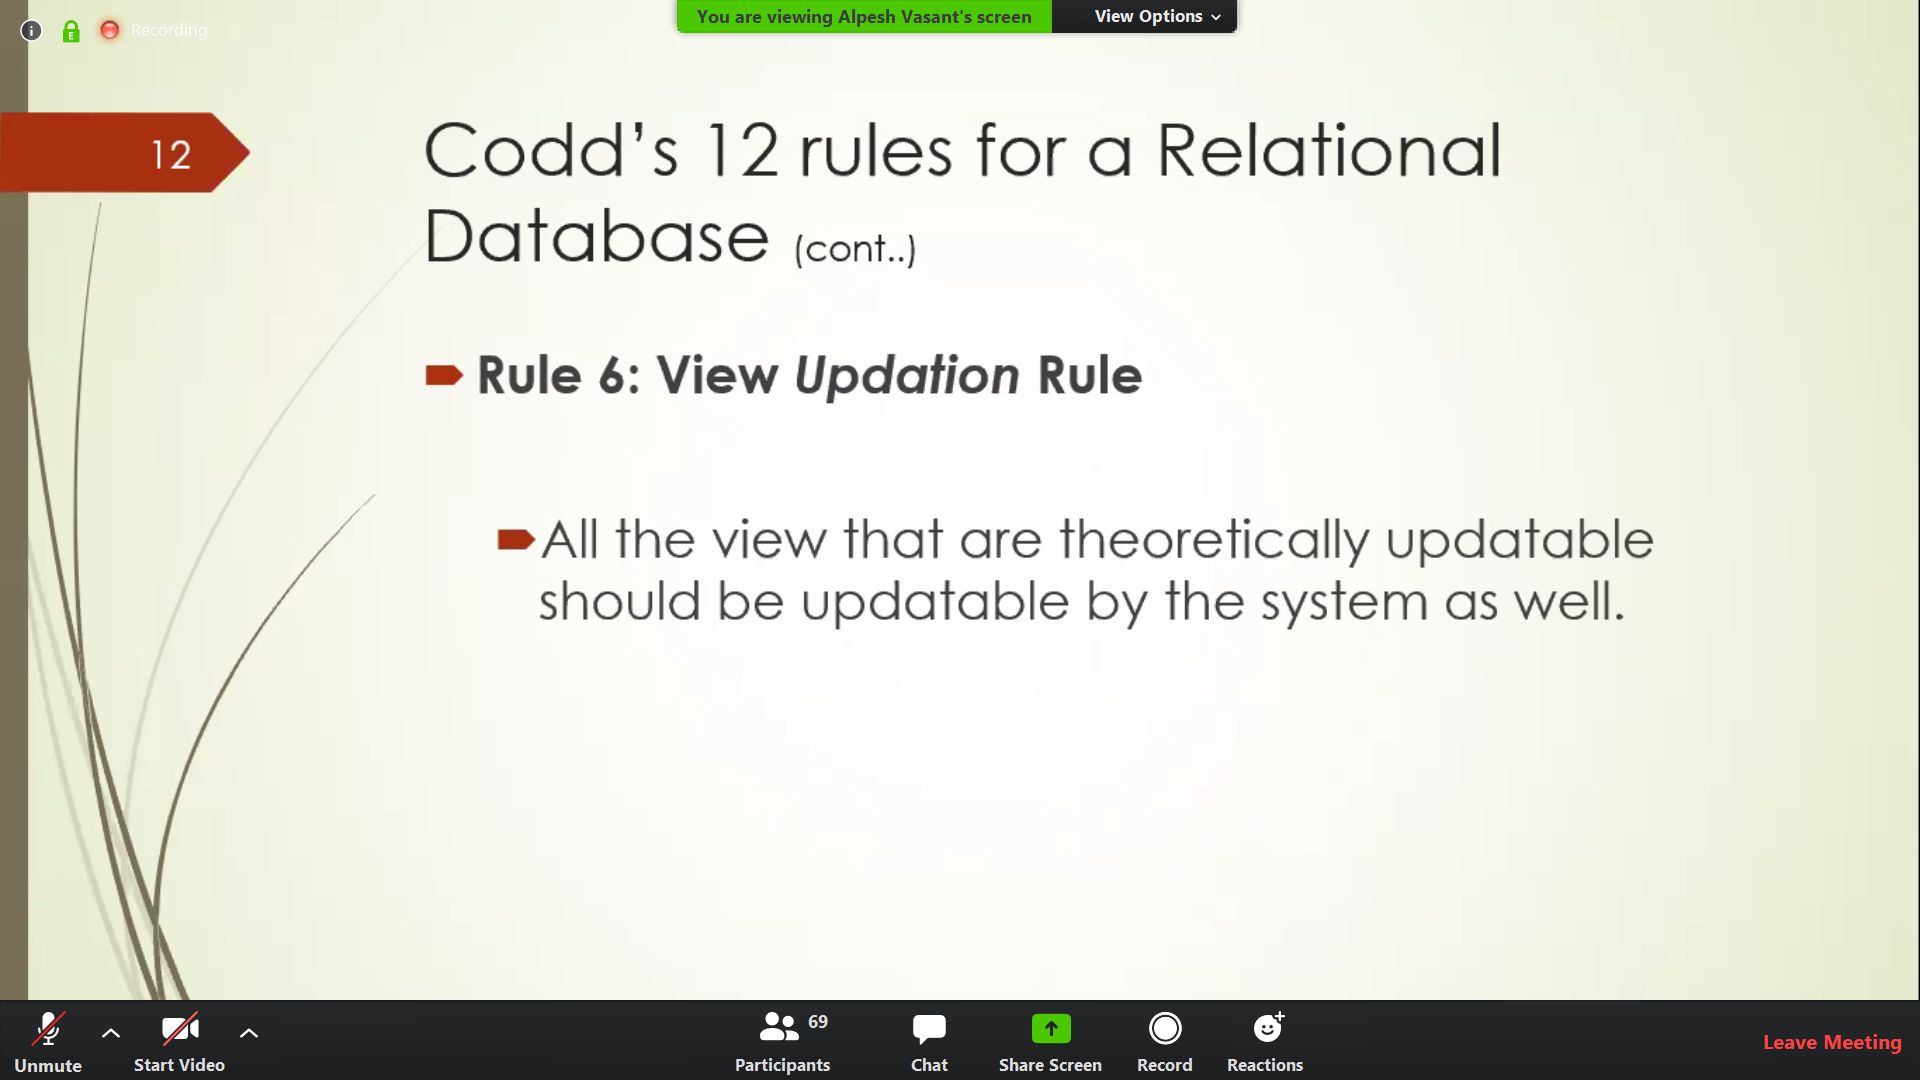 Recording
You are viewing Alpesh Vasant's screen
View Options
12
Codd’s 12 rules for a Relational
Database (cont..)
Rule 6: View Updation Rule
All the view that are theoretically updatable
should be updatable by the system as well.
69
Unmute
Start Video
Participants
Chat
Share Screen
Record
Reactions
Leave Meeting